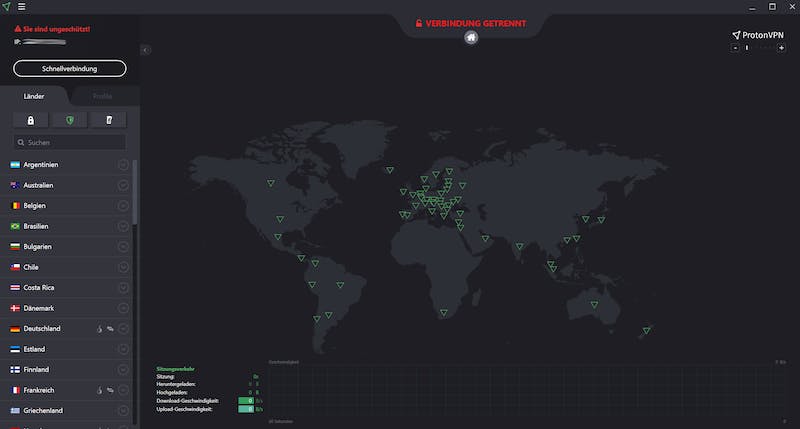 VERBINDUNG GETRENNT
Sie sind ungeschützt!
IP:
Schnellverbindung
ProtonVPN
Länder
Profile
Suchen
Argentinien
Australien
Belgien
Brasilien
Bulgarien
Chile
Costa Rica
Dänemark
Deutschland
Estland
Finnland
Frankreich
Griechenland
Sitzungsverkehr
Sitzung: 0s
Heruntergeladen: 0 B
Hochgeladen: 0 B
Download-Geschwindigkeit: 0 B/s
Upload-Geschwindigkeit: 0 B/s
Geschwindigkeit
60 Sekunden
0